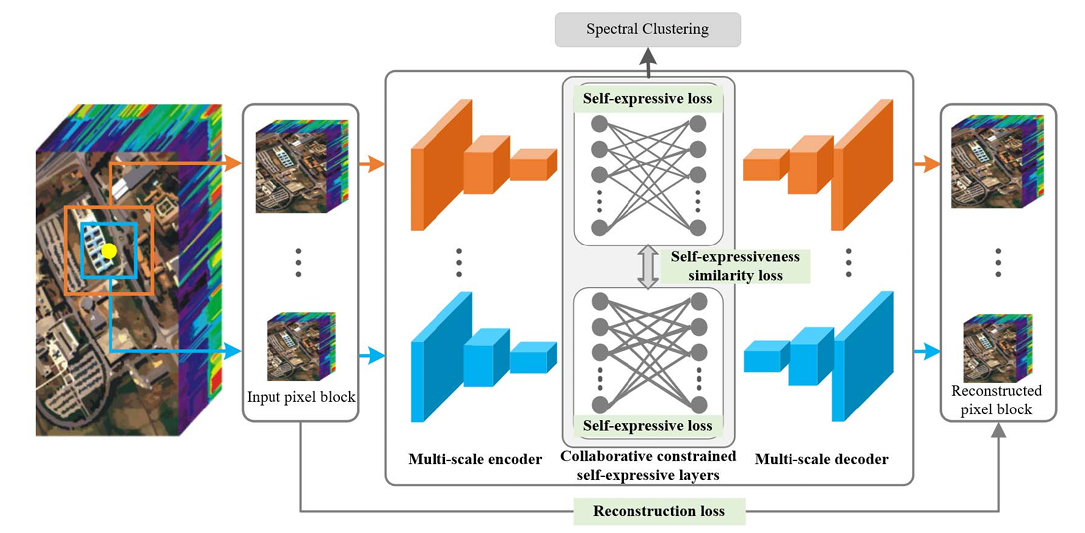 Spectral Clustering
Self-expressive loss
Self-expressiveness
similarity loss
Input pixel block
Reconstructed
pixel block
Self-expressive loss
Multi-scale encoder
Collaborative constrained
self-expressive layers
Multi-scale decoder
Reconstruction loss